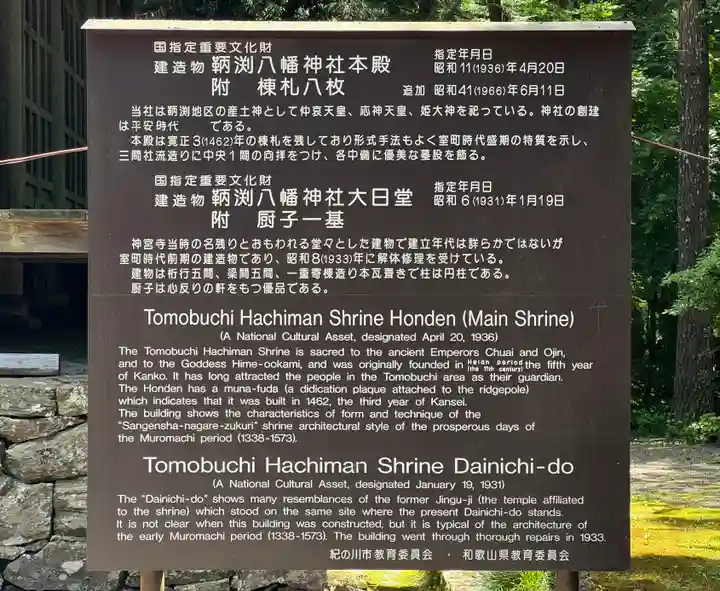 国指定重要文化財
建造物 鞆渕八幡神社本殿 指定年月日 昭和11(1936)年4月20日
附 棟札八枚 追加 昭和41(1966)年6月11日
当社は鞆渕地区の産土神として仲哀天皇、応神天皇、姫大神を祀っている。神社の創建
は平安時代 である。
本殿は寛正3(1462)年の棟札を残しており形式手法もよく室町時代盛期の特質を示し、
三間社流造りに中央1間の向拝をつけ、各中備に優美な蟇股を飾る。
国指定重要文化財
建造物 鞆渕八幡神社大日堂 指定年月日 昭和6(1931)年1月19日
附 厨子一基
神宮寺当時の名残りとおもわれる堂々とした建物で建立年代は詳らかではないが
室町時代前期の建造物であり、昭和8(1933)年に解体修理を受けている。
建物は桁行五間、梁間五間、一重寄棟造り本瓦葺きで柱は円柱である。
厨子は心反りの軒をもつ優品である。
Tomobuchi Hachiman Shrine Honden (Main Shrine)
(A National Cultural Asset, designated April 20, 1936)
The Tomobuchi Hachiman Shrine is sacred to the ancient Emperors Chuai and Ojin,
and to the Goddess Hime-ookami, and was originally founded in Heian period (the 11th century) the fifth year
of Kanko. It has long attracted the people in the Tomobuchi area as their guardian.
The Honden has a muna-fuda (a didication plaque attached to the ridgepole)
which indicates that it was built in 1462, the third year of Kansei.
The building shows the characteristics of form and technique of the
"Sangensha-nagare-zukuri" shrine architectural style of the prosperous days of
the Muromachi period (1338-1573).
Tomobuchi Hachiman Shrine Dainichi-do
(A National Cultural Asset, designated January 19, 1931)
The "Dainichi-do" shows many resemblances of the former Jingu-ji (the temple affiliated
to the shrine) which stood on the same site where the present Dainichi-do stands.
It is not clear when this building was constructed, but it is typical of the architecture of
the early Muromachi period (1338-1573). The building went through thorough repairs in 1933.
紀の川市教育委員会 ・ 和歌山県教育委員会